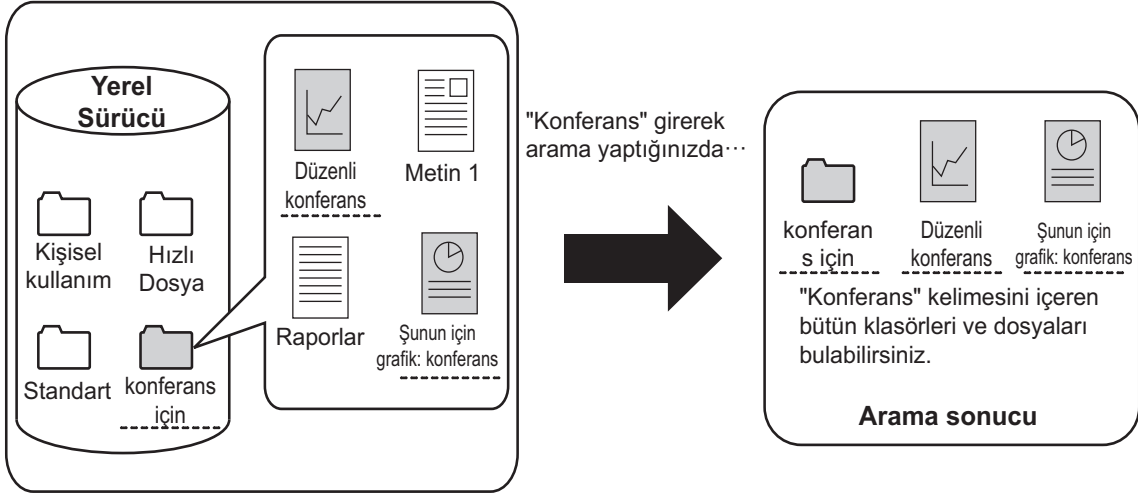 Yerel
Sürücü
Kişisel
kullanım
Hızlı
Dosya
Standart
konferans
için
Düzenli
konferans
Metin 1
Raporlar
Şunun için
grafik: konferans
"Konferans" girerek
arama yaptığınızda…
konferan
s için
Düzenli
konferans
Şunun için
grafik: konferans
"Konferans" kelimesini içeren
bütün klasörleri ve dosyaları
bulabilirsiniz.
Arama sonucu